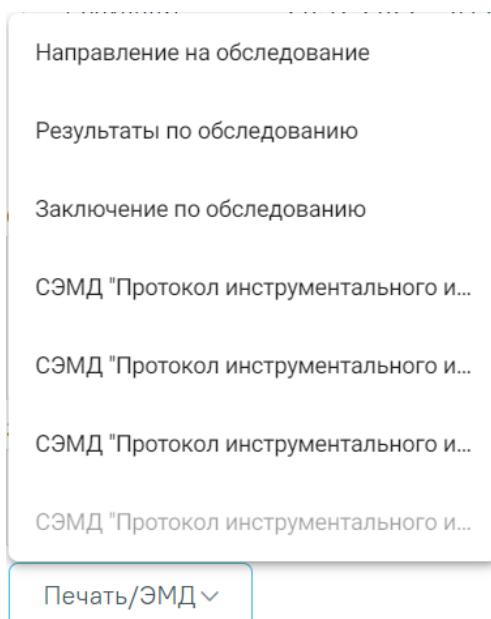 Направление на обследование
Результаты по обследованию
Заключение по обследованию
СЭМД "Протокол инструментального и...
СЭМД "Протокол инструментального и...
СЭМД "Протокол инструментального и...
СЭМД "Протокол инструментального и...
Печать/ЭМД